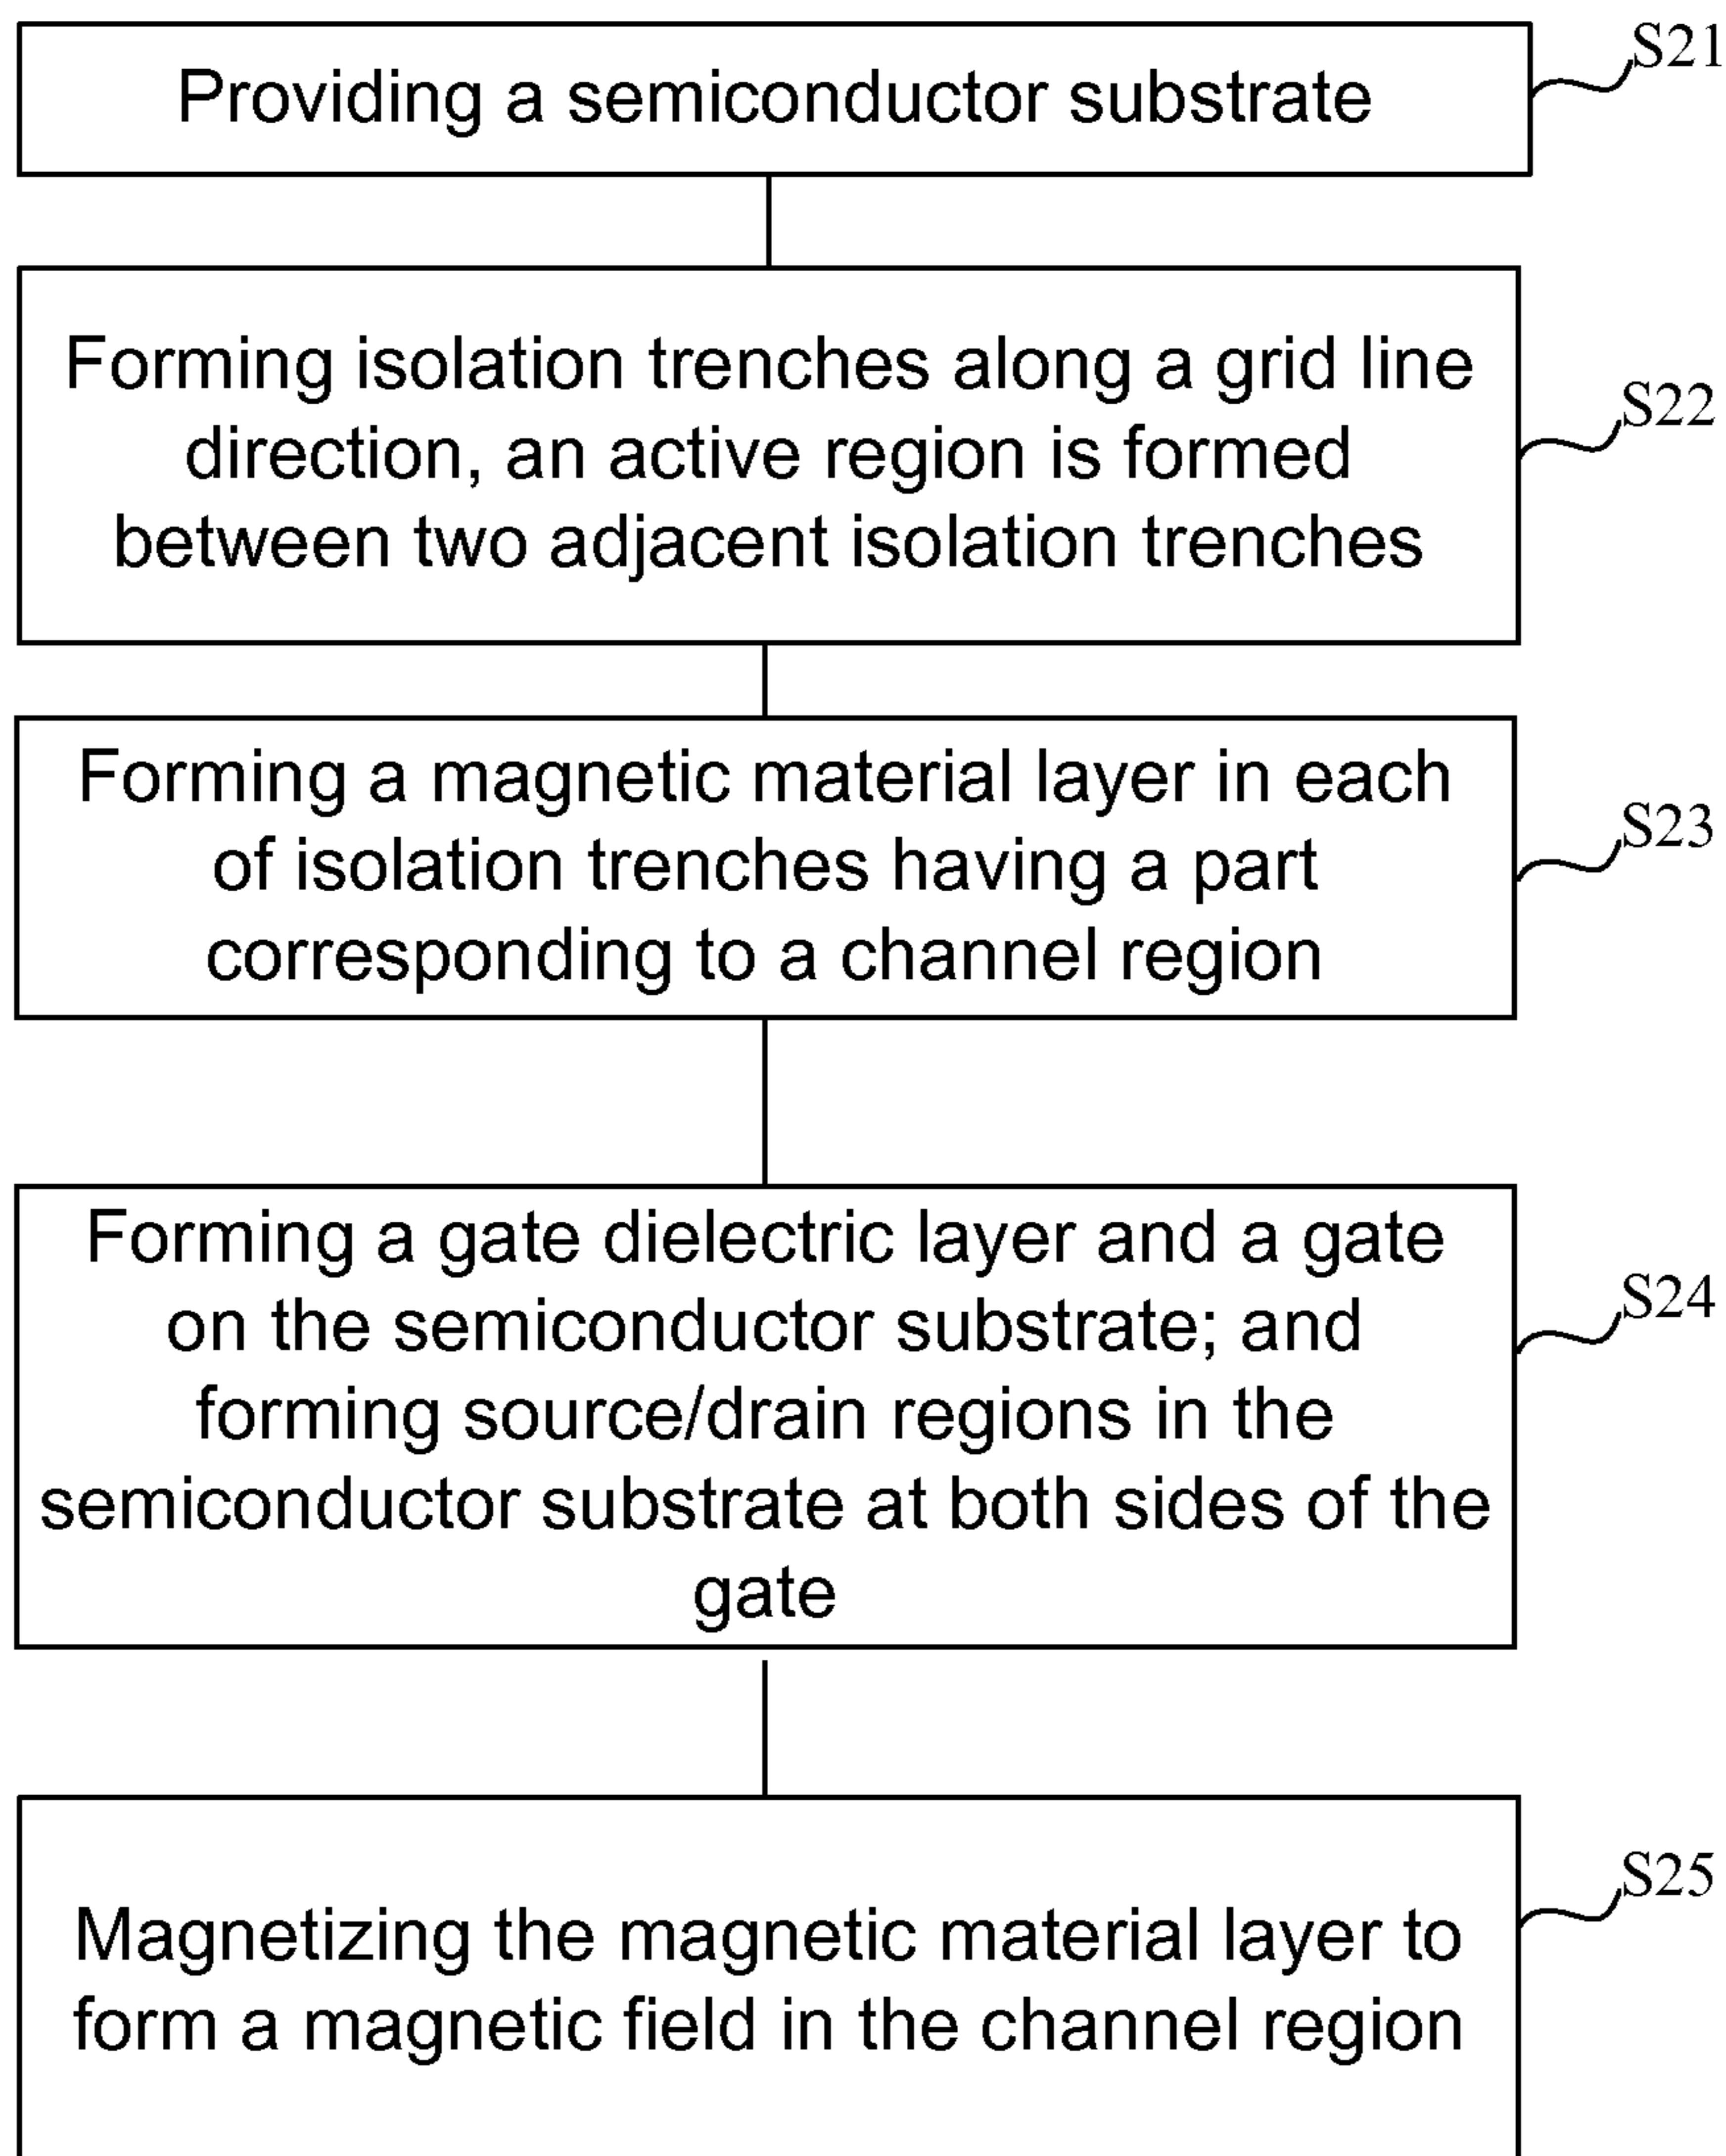 Providing a semiconductor substrate
S21
Forming isolation trenches along a grid line
direction, an active region is formed
between two adjacent isolation trenches
S22
Forming a magnetic material layer in each
of isolation trenches having a part
corresponding to a channel region
S23
Forming a gate dielectric layer and a gate
on the semiconductor substrate; and
forming source/drain regions in the
semiconductor substrate at both sides of the
gate
S24
Magnetizing the magnetic material layer to
form a magnetic field in the channel region
S25